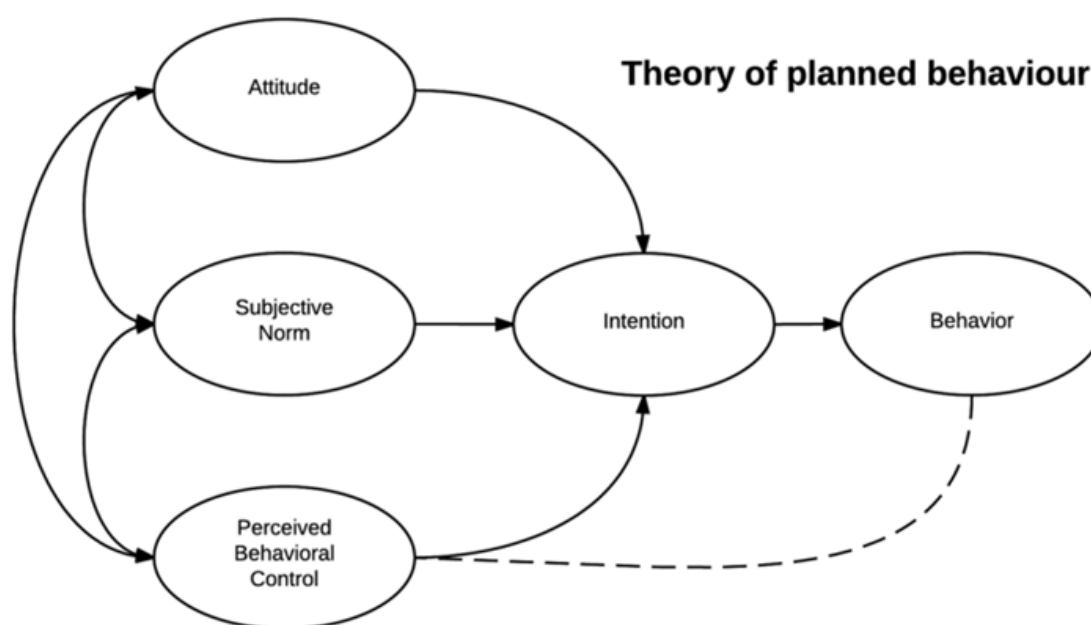 Theory of planned behaviour
Attitude
Subjective
Norm
Intention
Behavior
Perceived
Behavioral
Control